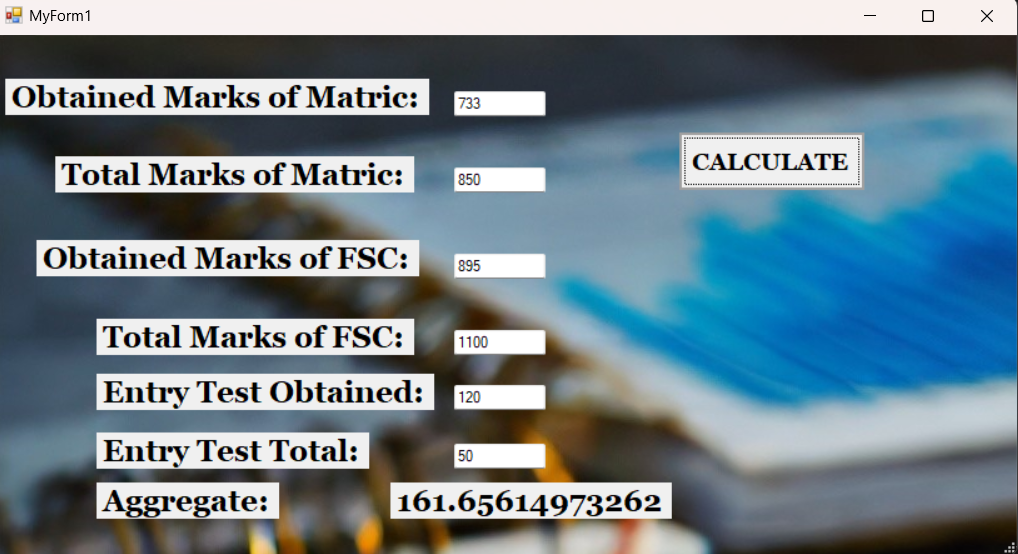 MyForm1
Obtained Marks of Matric: 733
CALCULATE
Total Marks of Matric: 850
Obtained Marks of FSC: 895
Total Marks of FSC: 1100
Entry Test Obtained: 120
Entry Test Total: 50
Aggregate: 161.65614973262